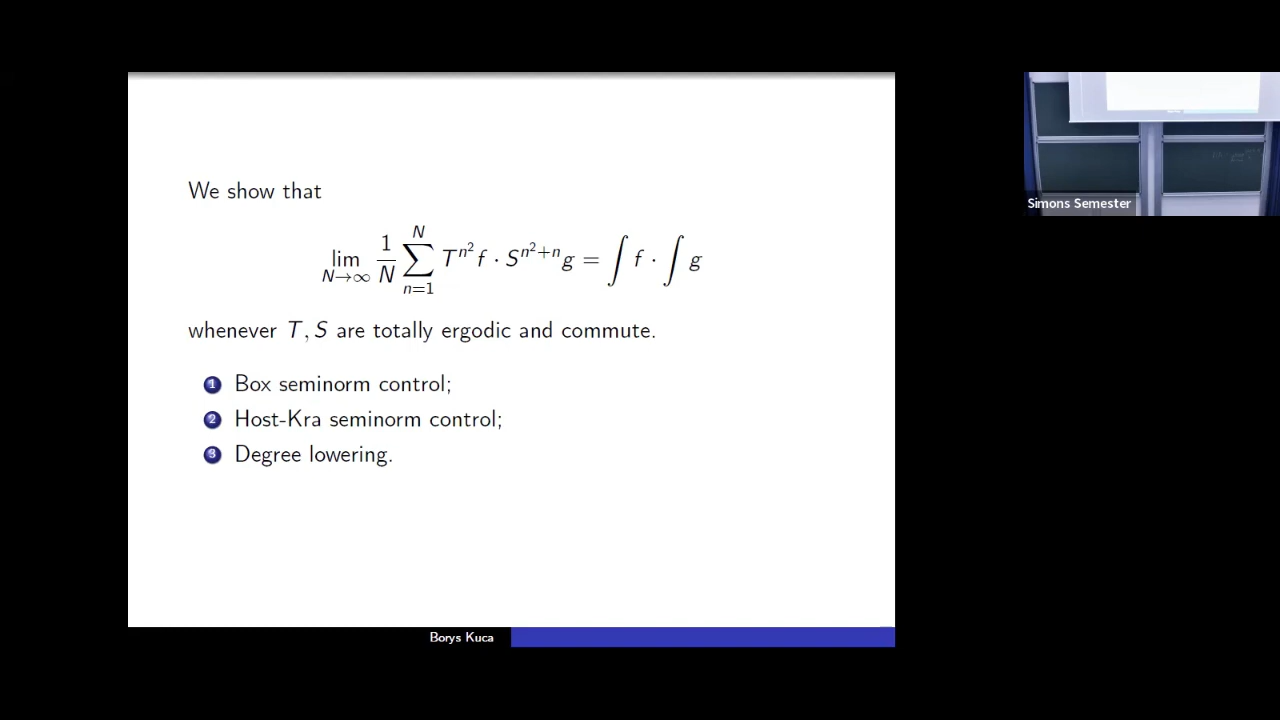 We show that
lim_{N→∞} 1/N ∑_{n=1}^{N} T^{n²} f · S^{n²+n} g = ∫ f · ∫ g
whenever T, S are totally ergodic and commute.
1 Box seminorm control;
2 Host-Kra seminorm control;
3 Degree lowering.
Borys Kuca
Simons Semester